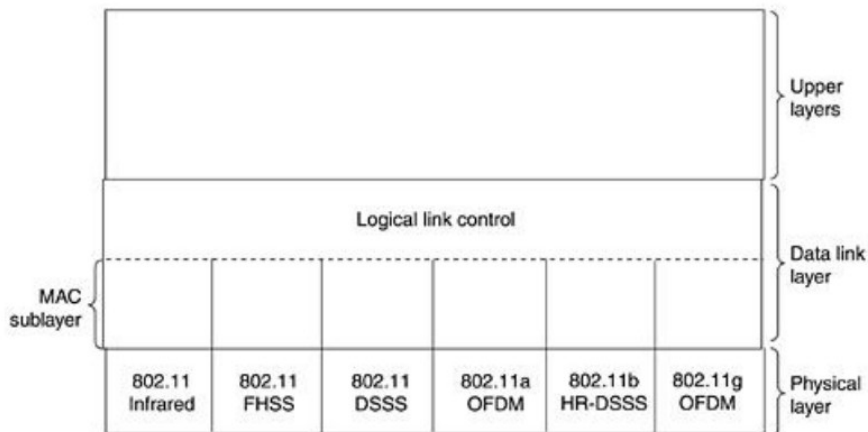 Upper
layers
Logical link control
Data link
layer
MAC
sublayer
802.11
Infrared
802.11
FHSS
802.11
DSSS
802.11a
OFDM
802.11b
HR-DSSS
802.11g
OFDM
Physical
layer